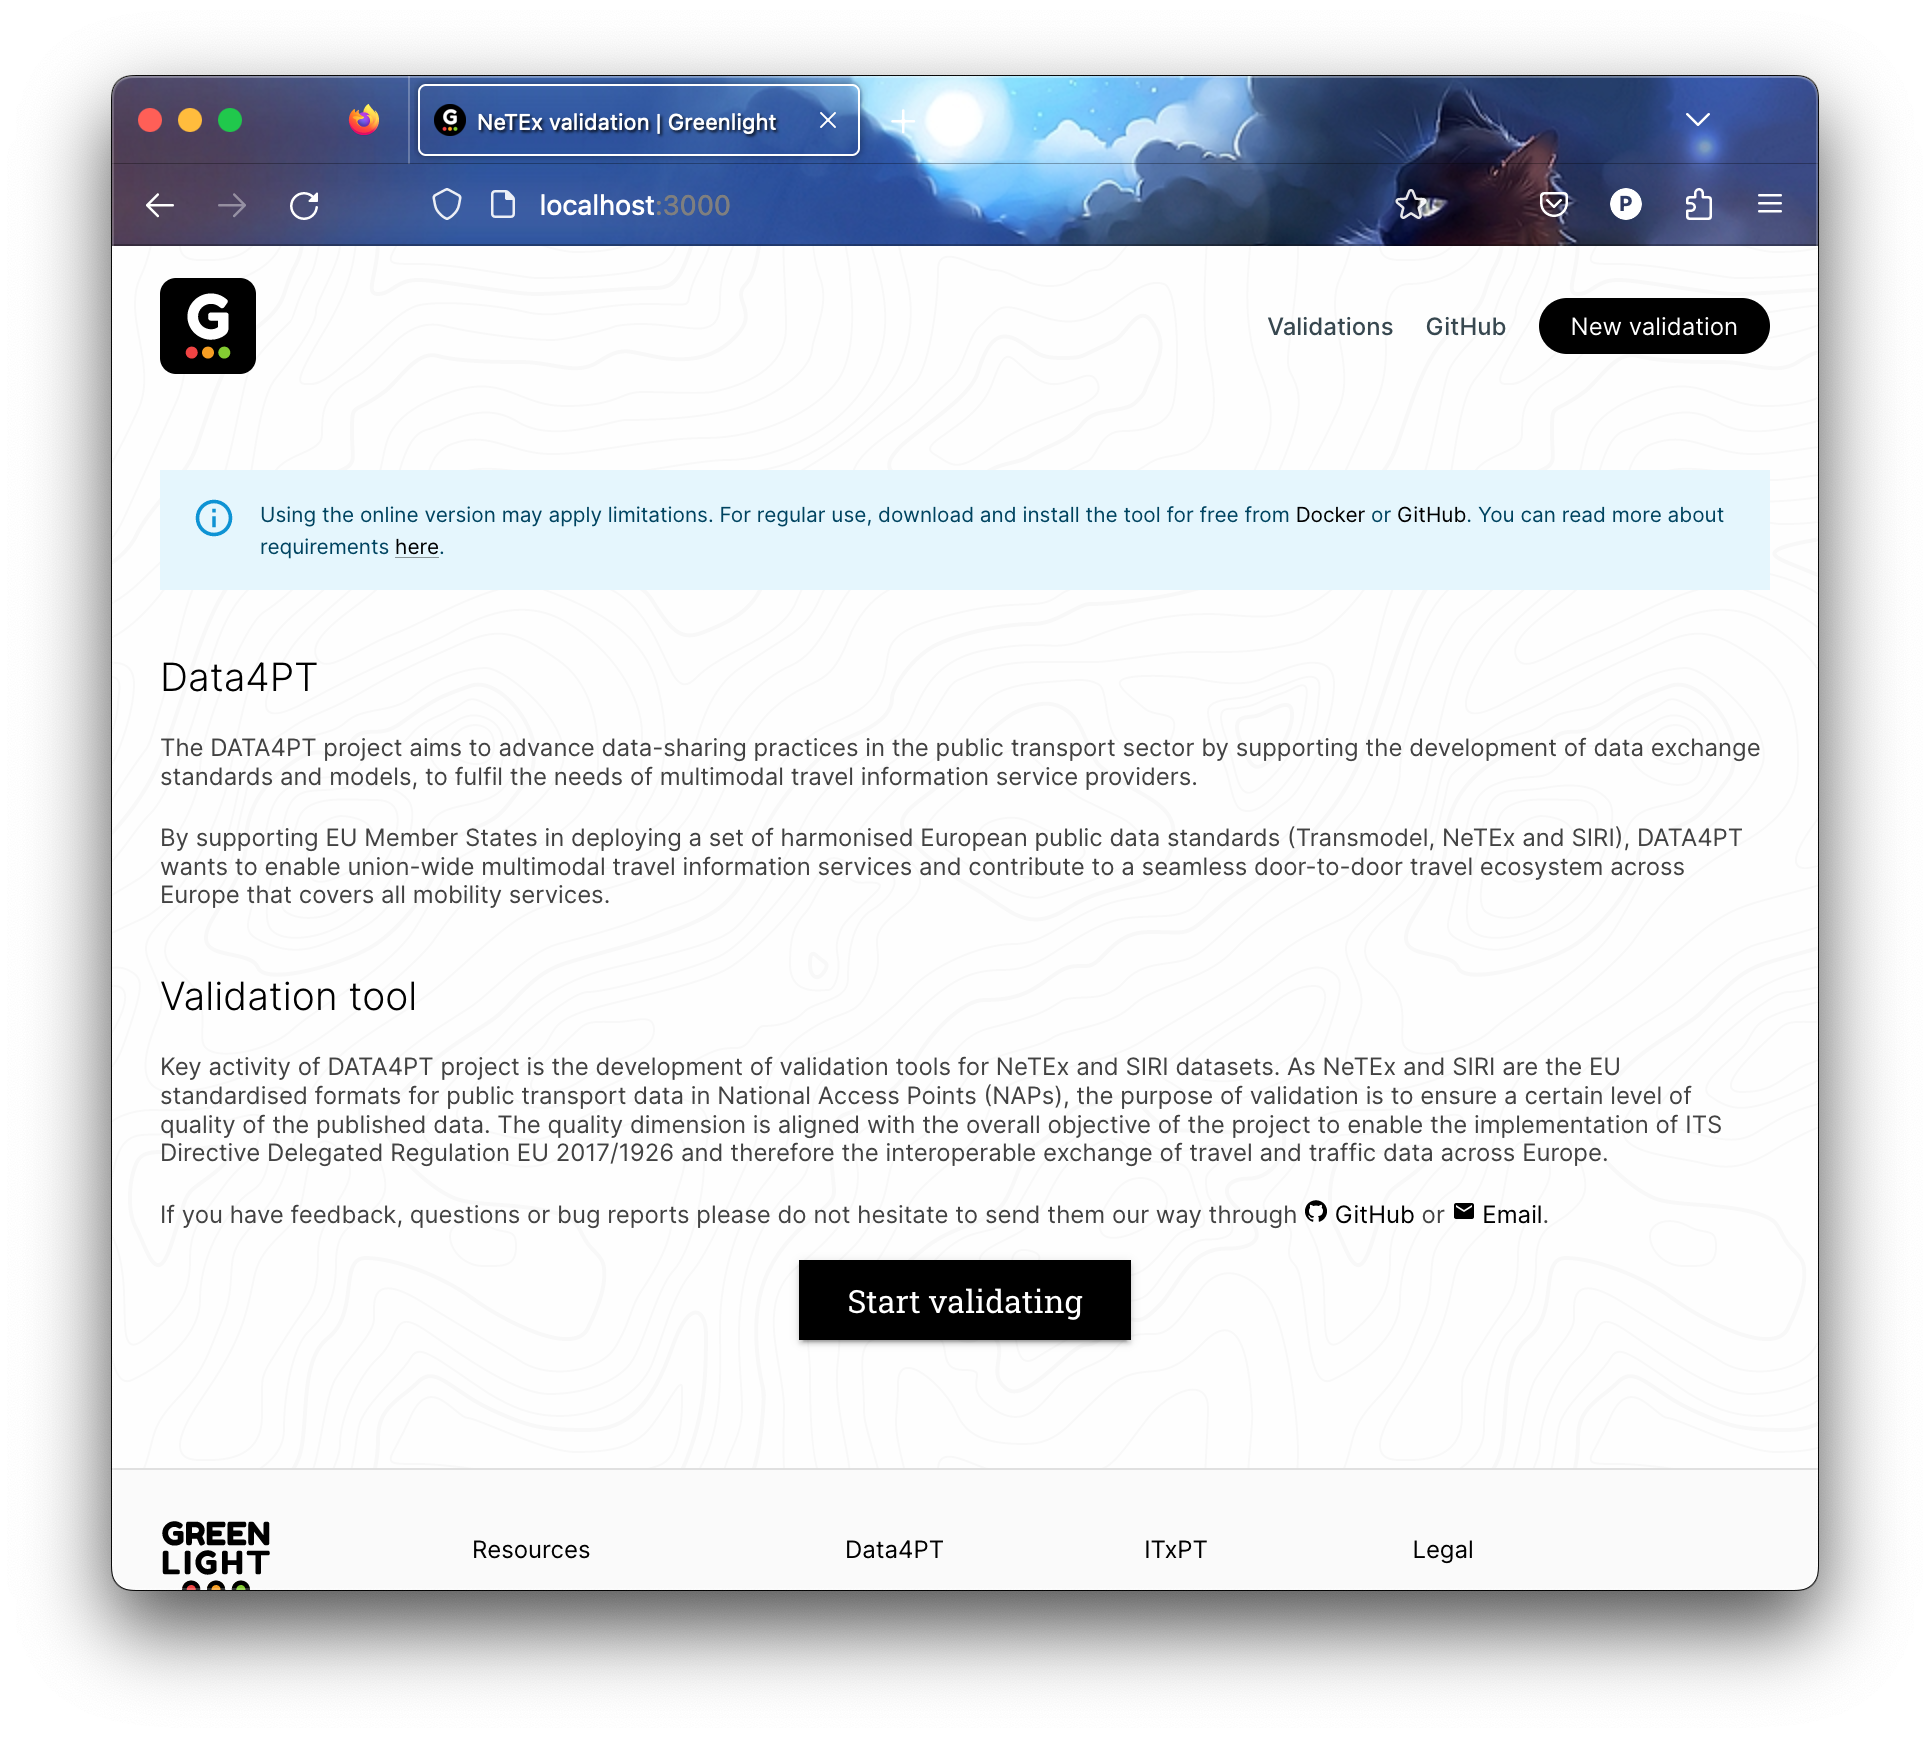 G NeTEx validation | Greenlight
localhost:3000
P
G
Validations GitHub New validation
Using the online version may apply limitations. For regular use, download and install the tool for free from Docker or GitHub. You can read more about
requirements here.
Data4PT
The DATA4PT project aims to advance data-sharing practices in the public transport sector by supporting the development of data exchange
standards and models, to fulfil the needs of multimodal travel information service providers.
By supporting EU Member States in deploying a set of harmonised European public data standards (Transmodel, NeTEx and SIRI), DATA4PT
wants to enable union-wide multimodal travel information services and contribute to a seamless door-to-door travel ecosystem across
Europe that covers all mobility services.
Validation tool
Key activity of DATA4PT project is the development of validation tools for NeTEx and SIRI datasets. As NeTEx and SIRI are the EU
standardised formats for public transport data in National Access Points (NAPs), the purpose of validation is to ensure a certain level of
quality of the published data. The quality dimension is aligned with the overall objective of the project to enable the implementation of ITS
Directive Delegated Regulation EU 2017/1926 and therefore the interoperable exchange of travel and traffic data across Europe.
If you have feedback, questions or bug reports please do not hesitate to send them our way through GitHub or Email.
Start validating
GREEN
LIGHT
Resources Data4PT ITxPT Legal